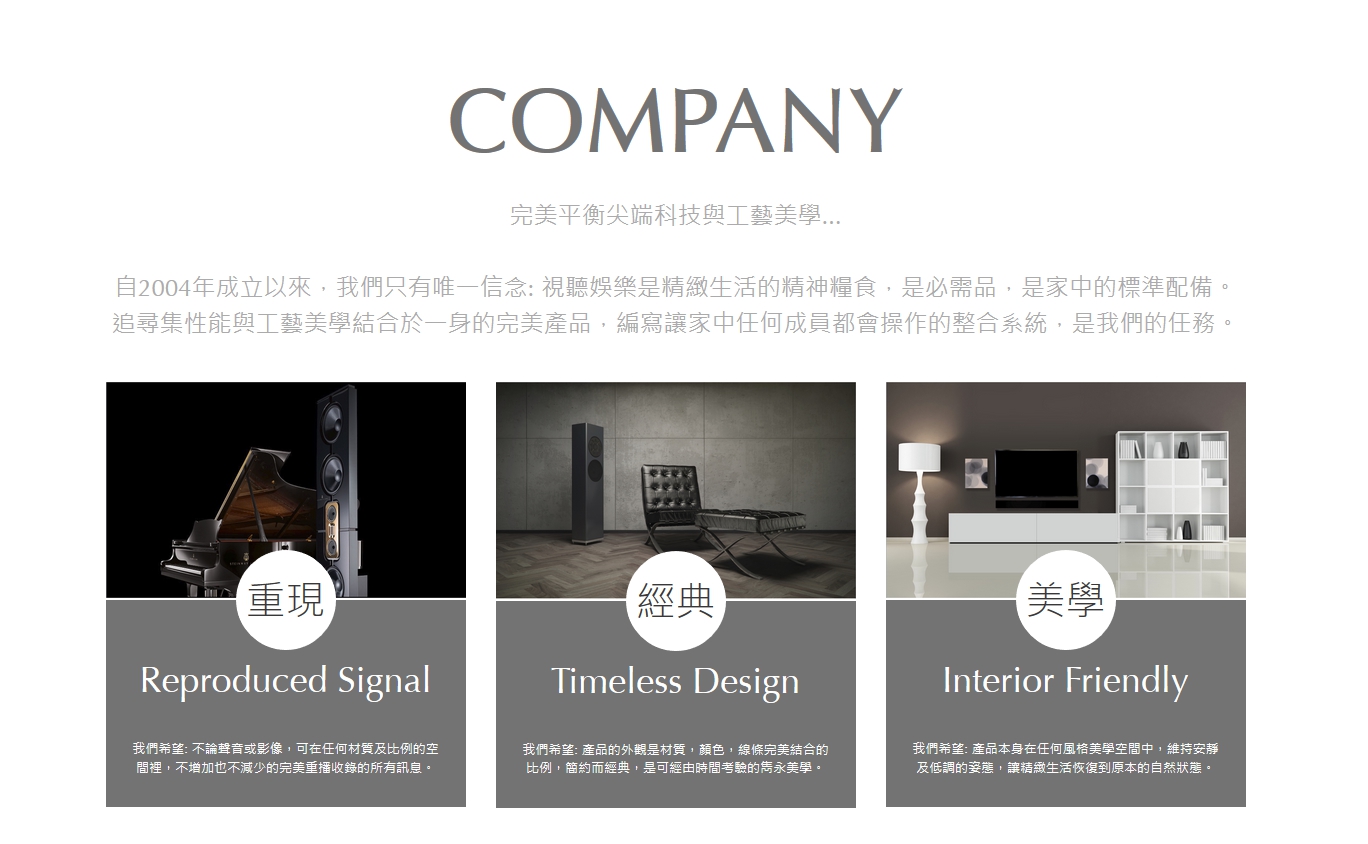 COMPANY
完美平衡尖端科技與工藝美學...
自2004年成立以來，我們只有唯一信念: 視聽娛樂是精緻生活的精神糧食，是必需品，是家中的標準配備。
追尋集性能與工藝美學結合於一身的完美產品，編寫讓家中任何成員都會操作的整合系統，是我們的任務。
重現
Reproduced Signal
我們希望: 不論聲音或影像，可在任何材質及比例的空
間裡，不增加也不減少的完美重播收錄的所有訊息。
經典
Timeless Design
我們希望: 產品的外觀是材質，顏色，線條完美結合的
比例，簡約而經典，是可經由時間考驗的雋永美學。
美學
Interior Friendly
我們希望: 產品本身在任何風格美學空間中，維持安靜
及低調的姿態，讓精緻生活恢復到原本的自然狀態。